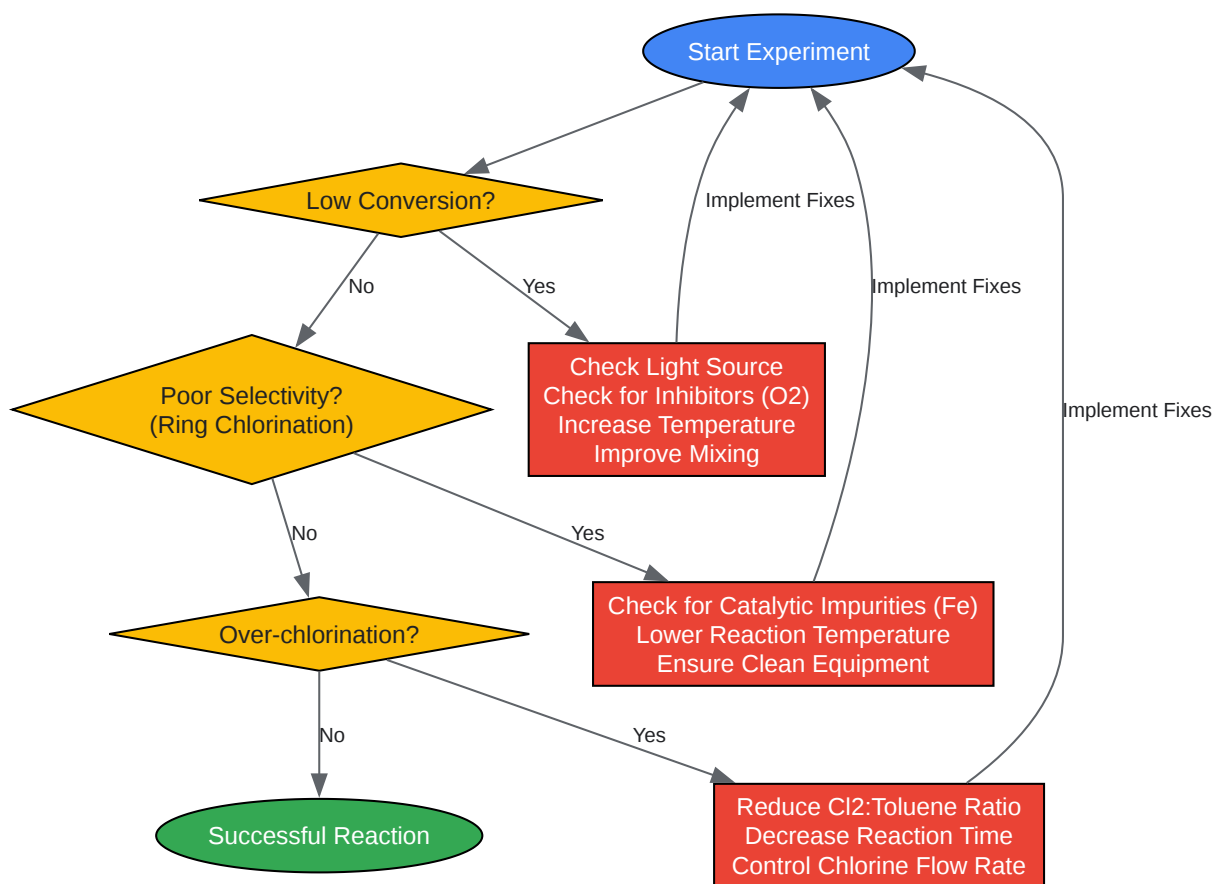 Start Experiment
Low Conversion?
Implement Fixes
No
Yes
Implement Fixes
Check Light Source
Check for Inhibitors (O2)
Increase Temperature
Improve Mixing
Poor Selectivity?
(Ring Chlorination)
Implement Fixes
No
Yes
Check for Catalytic Impurities (Fe)
Lower Reaction Temperature
Ensure Clean Equipment
Over-chlorination?
No
Yes
Reduce Cl2:Toluene Ratio
Decrease Reaction Time
Control Chlorine Flow Rate
Successful Reaction